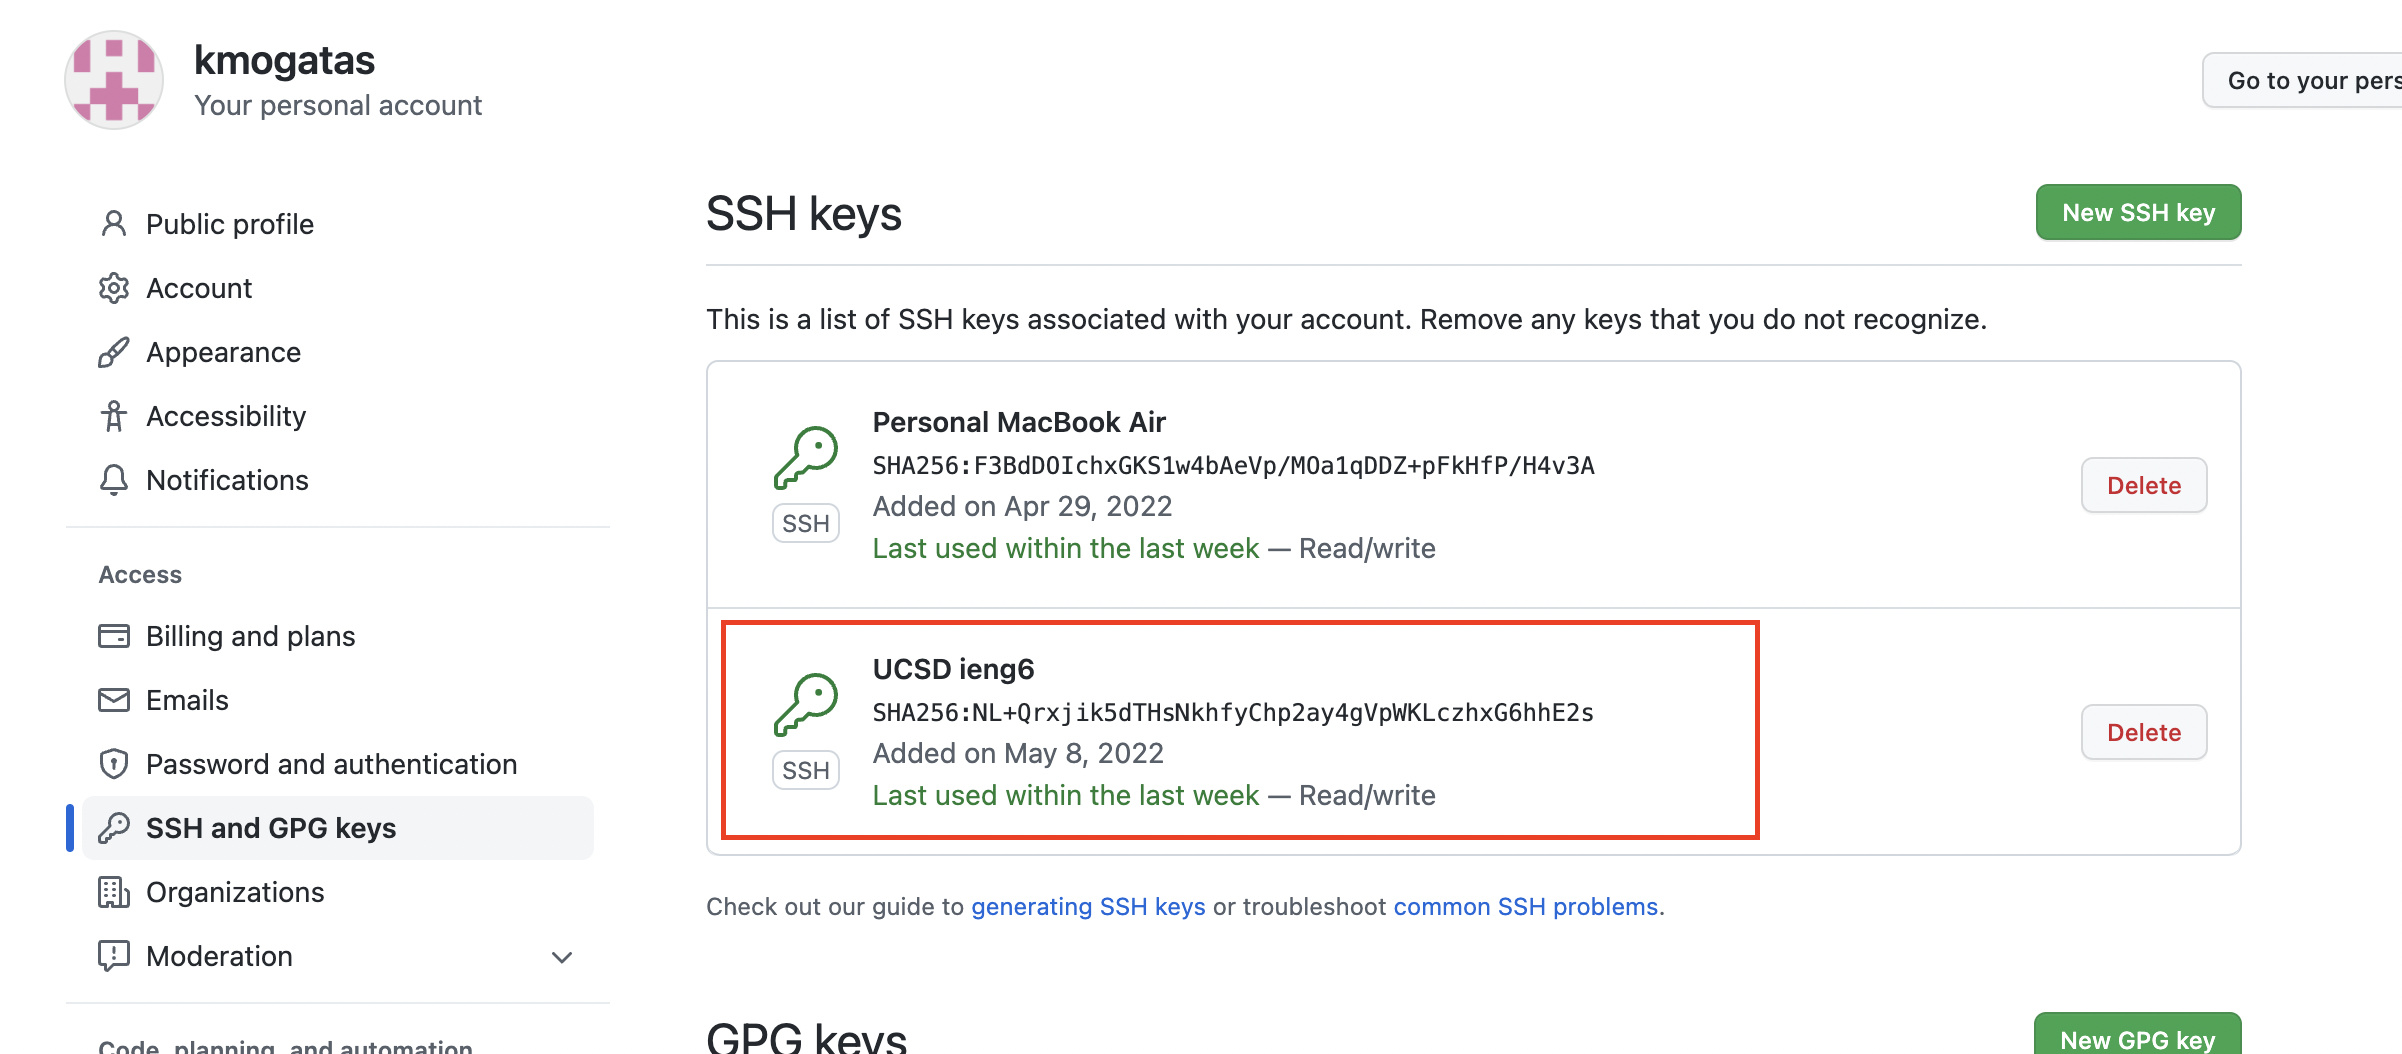 kmogatas
Your personal account
Go to your pers
Public profile
Account
Appearance
Accessibility
Notifications
Access
Billing and plans
Emails
Password and authentication
SSH and GPG keys
Organizations
Moderation
Code, planning, and automation
SSH keys
New SSH key
This is a list of SSH keys associated with your account. Remove any keys that you do not recognize.
Personal MacBook Air
SHA256:F3BdDOIchxGKS1w4bAeVp/MOa1qDDZ+pFkHfP/H4v3A
Added on Apr 29, 2022
Last used within the last week — Read/write
SSH
Delete
UCSD ieng6
SHA256:NL+Qrxjik5dTHsNkhfyChp2ay4gVpWKLczhxG6hhE2s
Added on May 8, 2022
Last used within the last week — Read/write
SSH
Delete
Check out our guide to generating SSH keys or troubleshoot common SSH problems.
GPG keys
New GPG key